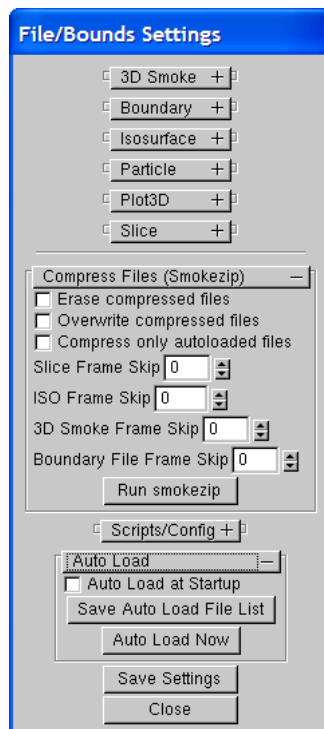 File/Bounds Settings
3D Smoke +
Boundary +
Isosurface +
Particle +
Plot3D +
Slice +
Compress Files (Smokezip) –
Erase compressed files
Overwrite compressed files
Compress only autoloaded files
Slice Frame Skip 0
ISO Frame Skip 0
3D Smoke Frame Skip 0
Boundary File Frame Skip 0
Run smokezip
Scripts/Config +
Auto Load –
Auto Load at Startup
Save Auto Load File List
Auto Load Now
Save Settings
Close